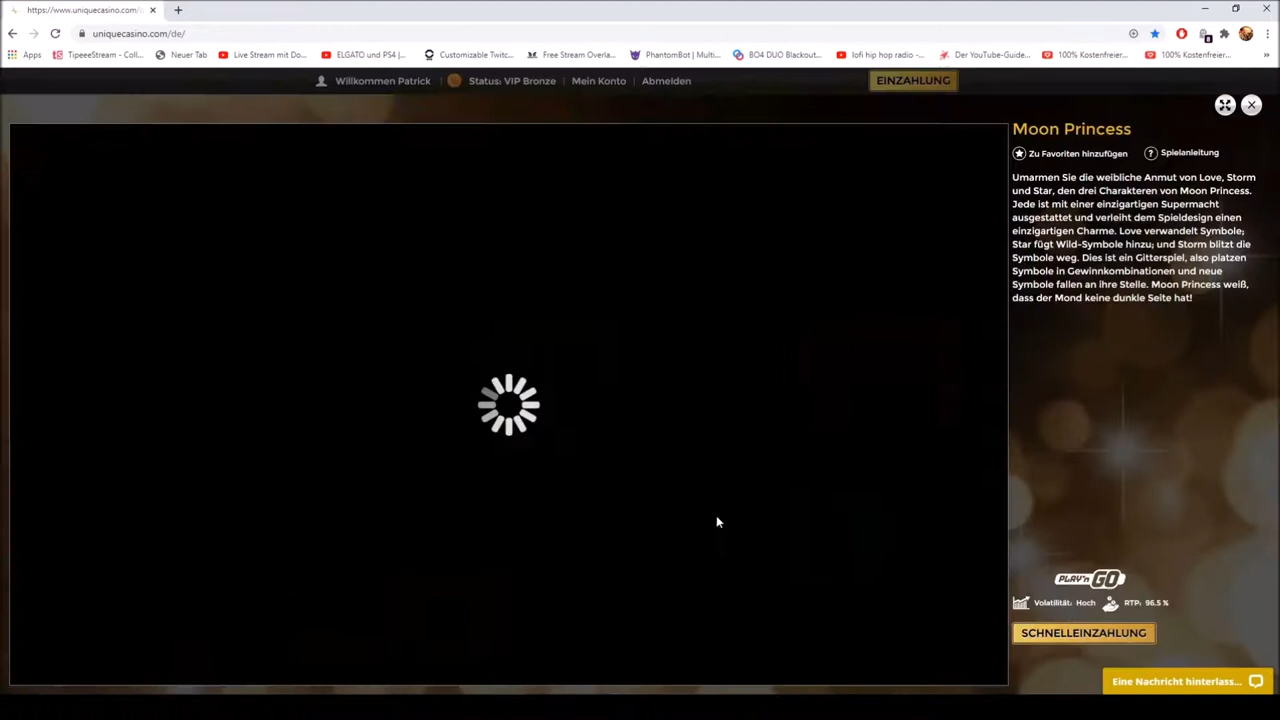 https://www.uniquecasino.com/
uniquecasino.com/de/
Apps
TipeeeStream - Coll...
Neuer Tab
Live Stream mit Do...
ELGATO und PS4 |...
Customizable Twitc...
Free Stream Overla...
PhantomBot | Multi...
BO4 DUO Blackout...
lofi hip hop radio -...
Der YouTube-Guide...
100% Kostenfreier...
100% Kostenfreier...
»
Willkommen Patrick
Status: VIP Bronze
Mein Konto
Abmelden
EINZAHLUNG
Moon Princess
Zu Favoriten hinzufügen
? Spielanleitung
Umarmen Sie die weibliche Anmut von Love, Storm
und Star, den drei Charakteren von Moon Princess.
Jede ist mit einer einzigartigen Supermacht
ausgestattet und verleiht dem Spieldesign einen
einzigartigen Charme. Love verwandelt Symbole;
Star fügt Wild-Symbole hinzu; und Storm blitzt die
Symbole weg. Dies ist ein Gitterspiel, also platzen
Symbole in Gewinnkombinationen und neue
Symbole fallen an ihre Stelle. Moon Princess weiß,
dass der Mond keine dunkle Seite hat!
PLAY'n GO
Volatilität: Hoch
RTP: 96.5 %
SCHNELLEINZAHLUNG
Eine Nachricht hinterlass...